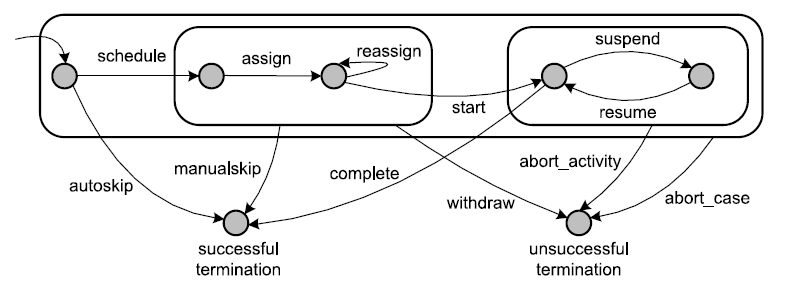 schedule
assign
reassign
suspend
start
resume
autoskip
manualskip
complete
withdraw
abort_activity
abort_case
successful
termination
unsuccessful
termination